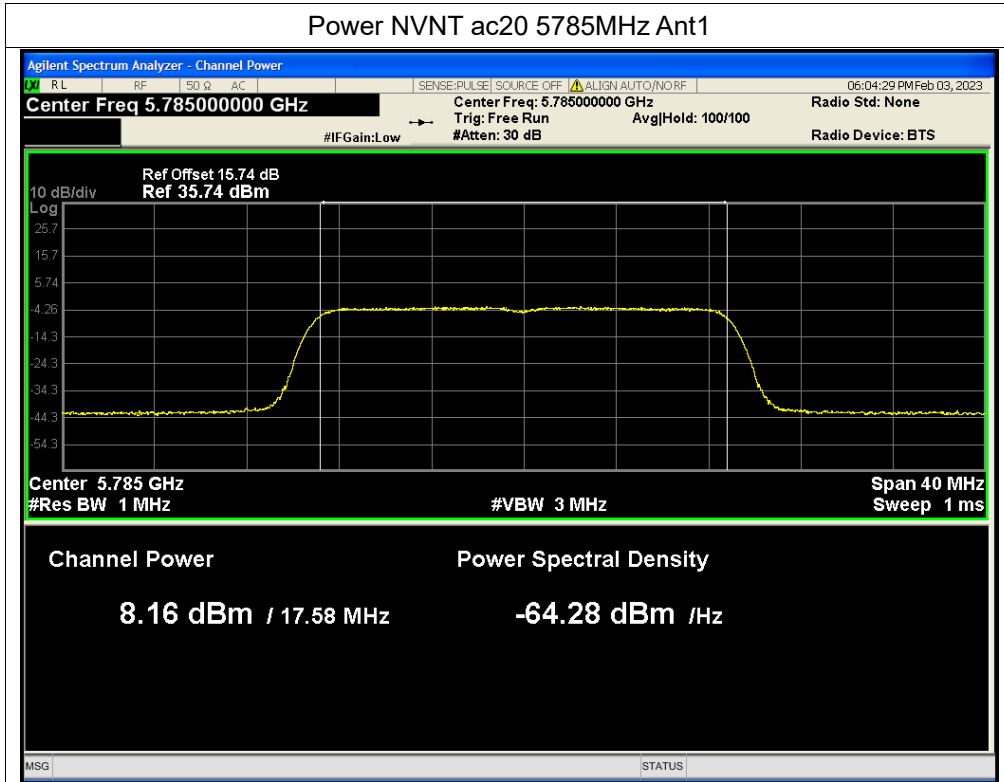 Power NVNT ac20 5785MHz Ant1
Agilent Spectrum Analyzer - Channel Power
LXI RL RF 50 Ω AC SENSE:PULSE SOURCE OFF ALIGN AUTO/NO RF 06:04:29 PM Feb 03, 2023
Center Freq 5.785000000 GHz Center Freq: 5.785000000 GHz Radio Std: None
Trig: Free Run Avg|Hold: 100/100
#IFGain:Low #Atten: 30 dB Radio Device: BTS
Ref Offset 15.74 dB
10 dB/div Ref 35.74 dBm
Log
25.7
15.7
5.74
-4.26
-14.3
-24.3
-34.3
-44.3
-54.3
Center 5.785 GHz Span 40 MHz
#Res BW 1 MHz #VBW 3 MHz Sweep 1 ms
Channel Power Power Spectral Density
8.16 dBm / 17.58 MHz -64.28 dBm /Hz
MSG STATUS